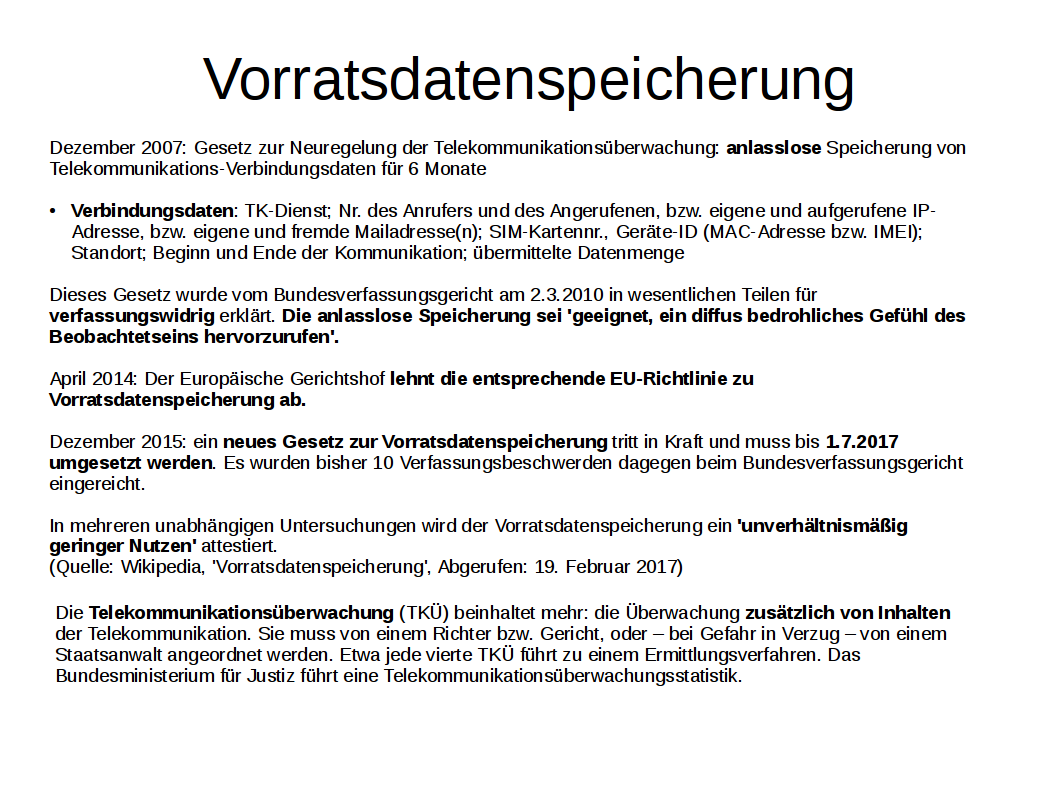 Vorratsdatenspeicherung
Dezember 2007: Gesetz zur Neuregelung der Telekommunikationsüberwachung: anlasslose Speicherung von
Telekommunikations-Verbindungsdaten für 6 Monate
• Verbindungsdaten: TK-Dienst; Nr. des Anrufers und des Angerufenen, bzw. eigene und aufgerufene IP-
Adresse, bzw. eigene und fremde Mailadresse(n); SIM-Kartennr., Geräte-ID (MAC-Adresse bzw. IMEI);
Standort; Beginn und Ende der Kommunikation; übermittelte Datenmenge
Dieses Gesetz wurde vom Bundesverfassungsgericht am 2.3.2010 in wesentlichen Teilen für
verfassungswidrig erklärt. Die anlasslose Speicherung sei 'geeignet, ein diffus bedrohliches Gefühl des
Beobachtetseins hervorzurufen'.
April 2014: Der Europäische Gerichtshof lehnt die entsprechende EU-Richtlinie zu
Vorratsdatenspeicherung ab.
Dezember 2015: ein neues Gesetz zur Vorratsdatenspeicherung tritt in Kraft und muss bis 1.7.2017
umgesetzt werden. Es wurden bisher 10 Verfassungsbeschwerden dagegen beim Bundesverfassungsgericht
eingereicht.
In mehreren unabhängigen Untersuchungen wird der Vorratsdatenspeicherung ein 'unverhältnismäßig
geringer Nutzen' attestiert.
(Quelle: Wikipedia, 'Vorratsdatenspeicherung', Abgerufen: 19. Februar 2017)
Die Telekommunikationsüberwachung (TKÜ) beinhaltet mehr: die Überwachung zusätzlich von Inhalten
der Telekommunikation. Sie muss von einem Richter bzw. Gericht, oder – bei Gefahr in Verzug – von einem
Staatsanwalt angeordnet werden. Etwa jede vierte TKÜ führt zu einem Ermittlungsverfahren. Das
Bundesministerium für Justiz führt eine Telekommunikationsüberwachungsstatistik.